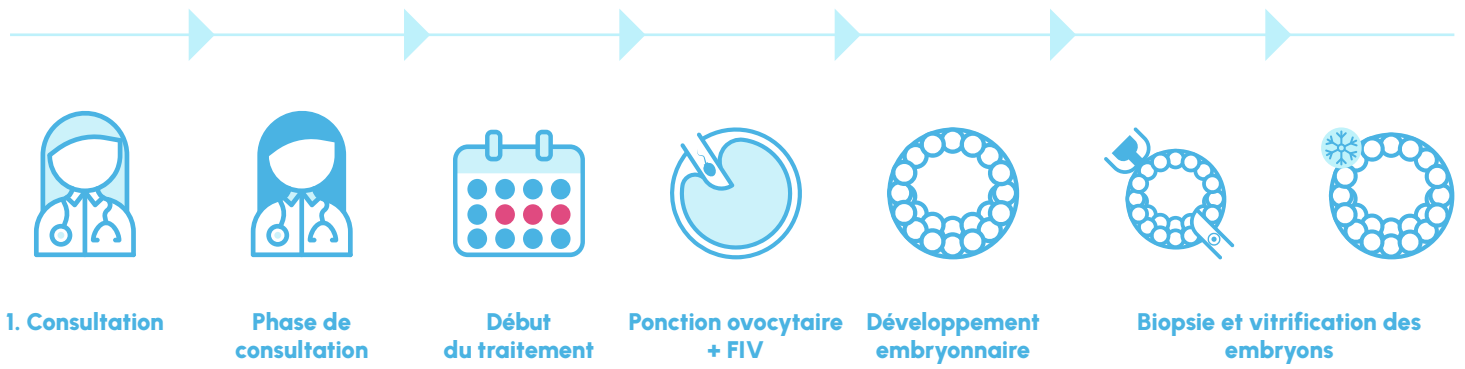 1. Consultation
Phase de
consultation
Début
du traitement
Ponction ovocytaire
+ FIV
Développement
embryonnaire
Biopsie et vitrification des
embryons